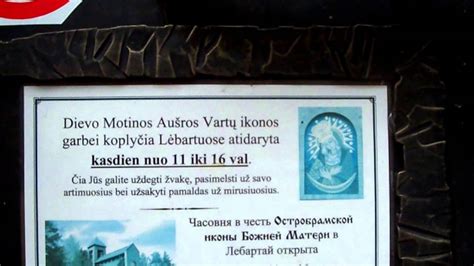 Dievo Motinos Aušros Vartų ikonos
garbei koplyčia Lėbartuose atidaryta
kasdien nuo 11 iki 16 val.
Čia Jūs galite uždegti žvakę, pasimelsti už savo
artimuosius bei užsakyti pamaldas už mirusiuosius.
Часовня в честь Остробрамской
иконы Божией Матери в
Лебартай открыта